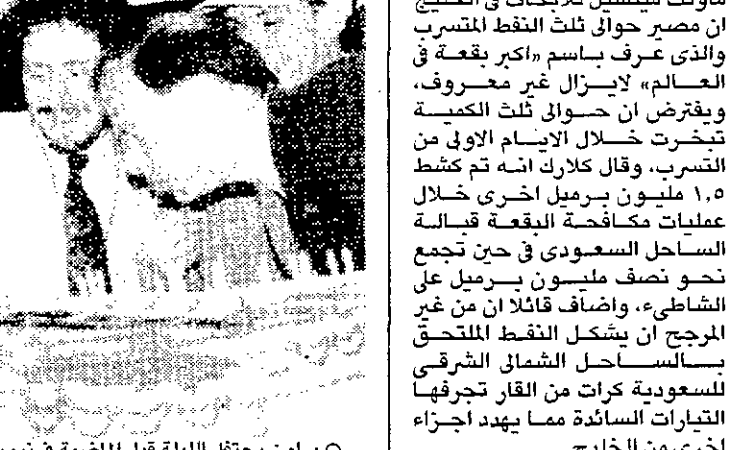 ان مصير حوالى ثلث النفط المتسرب
والذى عرف باسم «اكبر بقعة فى
العالم» لايزال غير معروف،
ويفترض ان حوالى ثلث الكمية
تبخرت خلال الايام الاولى من
التسرب، وقال كلارك انه تم كشط
١,٥ مليون برميل اخرى خلال
عمليات مكافحة البقعة قبالة
الساحل السعودى فى حين تجمع
نحو نصف مليون برميل على
الشاطىء، واضاف قائلا ان من غير
المرجح ان يشكل النفط الملتحق
بالساحل الشمالى الشرقى
للسعودية كرات من القار تجرفها
التيارات السائدة مما يهدد اجزاء
اخرى من الخليج